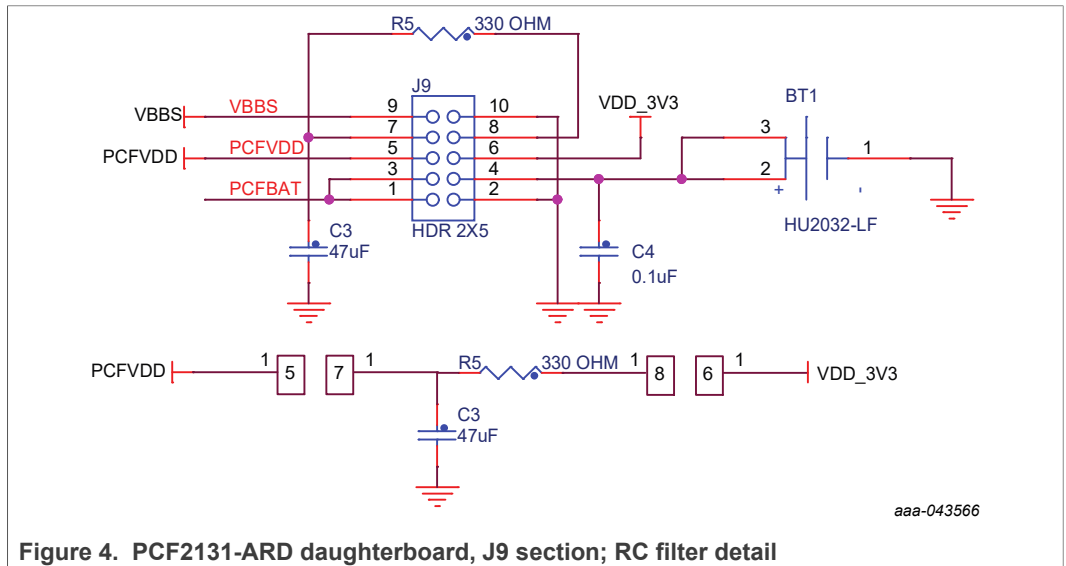 R5 330 OHM
J9
VBBS VBBS 9 10 VDD_3V3 BT1
7 8 3
PCFVDD PCFVDD 5 6 1
3 4 2
PCFBAT 1 2 + -
HDR 2X5 HU2032-LF
C3
47uF
C4
0.1uF
PCFVDD 1 5 7 1 R5 330 OHM 1 8 6 1 VDD_3V3
C3
47uF
aaa-043566
Figure 4. PCF2131-ARD daughterboard, J9 section; RC filter detail